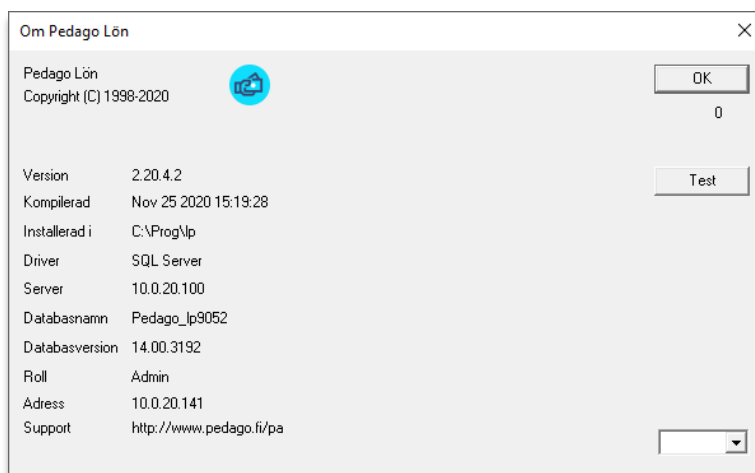 Om Pedago Lön
Pedago Lön
Copyright (C) 1998-2020
OK
0
Version 2.20.4.2
Test
Kompilerad Nov 25 2020 15:19:28
Installerad i C:\Prog\lp
Driver SQL Server
Server 10.0.20.100
Databasnamn Pedago_lp9052
Databasversion 14.00.3192
Roll Admin
Adress 10.0.20.141
Support http://www.pedago.fi/pa